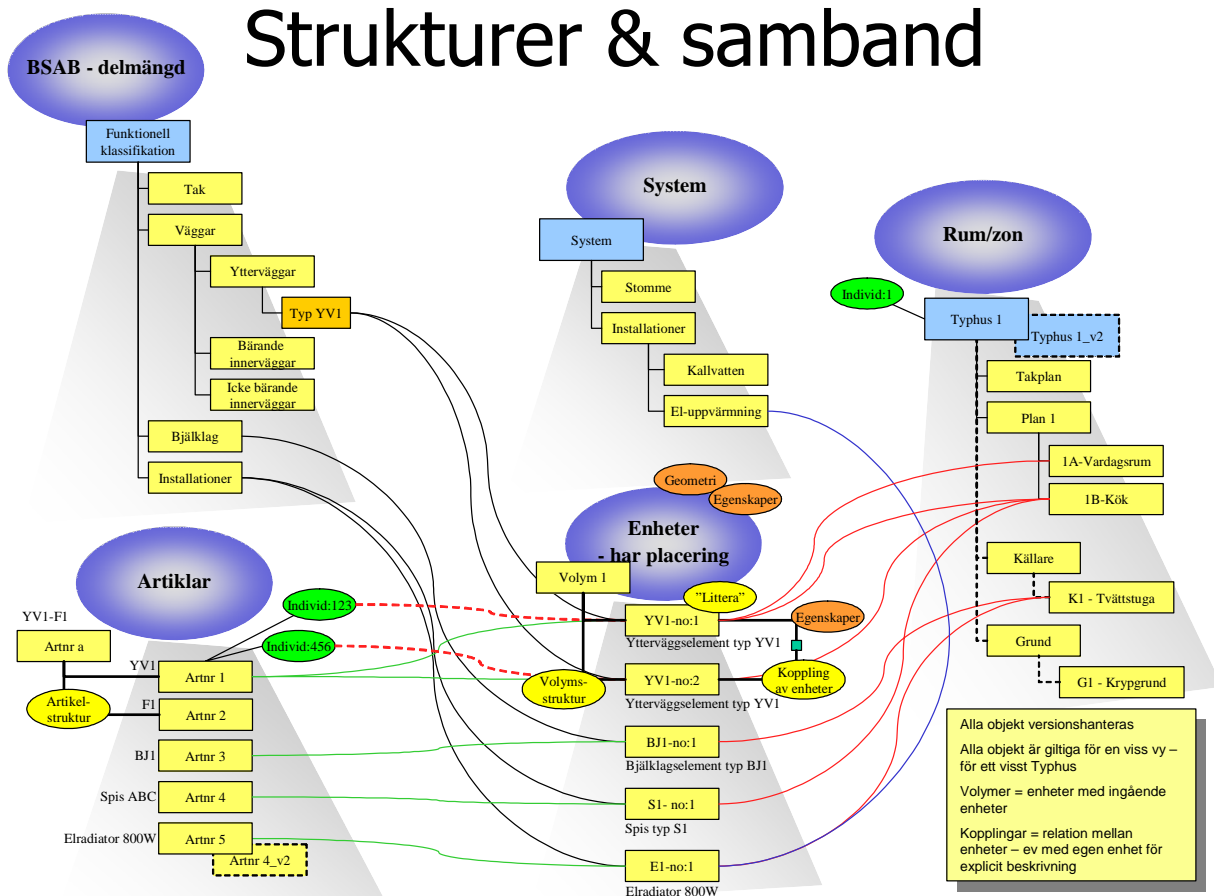 Strukturer & samband
BSAB - delmängd
Funktionell
klassifikation
Tak
Väggar
Ytterväggar
Typ YV1
Bärande
innerväggar
Icke bärande
innerväggar
Bjälklag
Installationer
System
System
Stomme
Installationer
Kallvatten
El-uppvärmning
Rum/zon
Individ:1
Typhus 1
Typhus 1_v2
Takplan
Plan 1
1A-Vardagsrum
1B-Kök
Källare
K1 - Tvättstuga
Grund
G1 - Krypgrund
Artiklar
YV1-F1
Artnr a
Artikel-
struktur
Individ:123
Individ:456
YV1
Artnr 1
F1
Artnr 2
BJ1
Artnr 3
Spis ABC
Artnr 4
Elradiator 800W
Artnr 5
Artnr 4_v2
Geometri
Egenskaper
Enheter
- har placering
Volym 1
"Littera"
YV1-no:1
Ytterväggselement typ YV1
Egenskaper
Volyms-
struktur
YV1-no:2
Ytterväggselement typ YV1
Koppling
av enheter
BJ1-no:1
Bjälklagselement typ BJ1
S1- no:1
Spis typ S1
E1-no:1
Elradiator 800W
Alla objekt versionshanteras
Alla objekt är giltiga för en viss vy –
för ett visst Typhus
Volymer = enheter med ingående
enheter
Kopplingar = relation mellan
enheter – ev med egen enhet för
explicit beskrivning